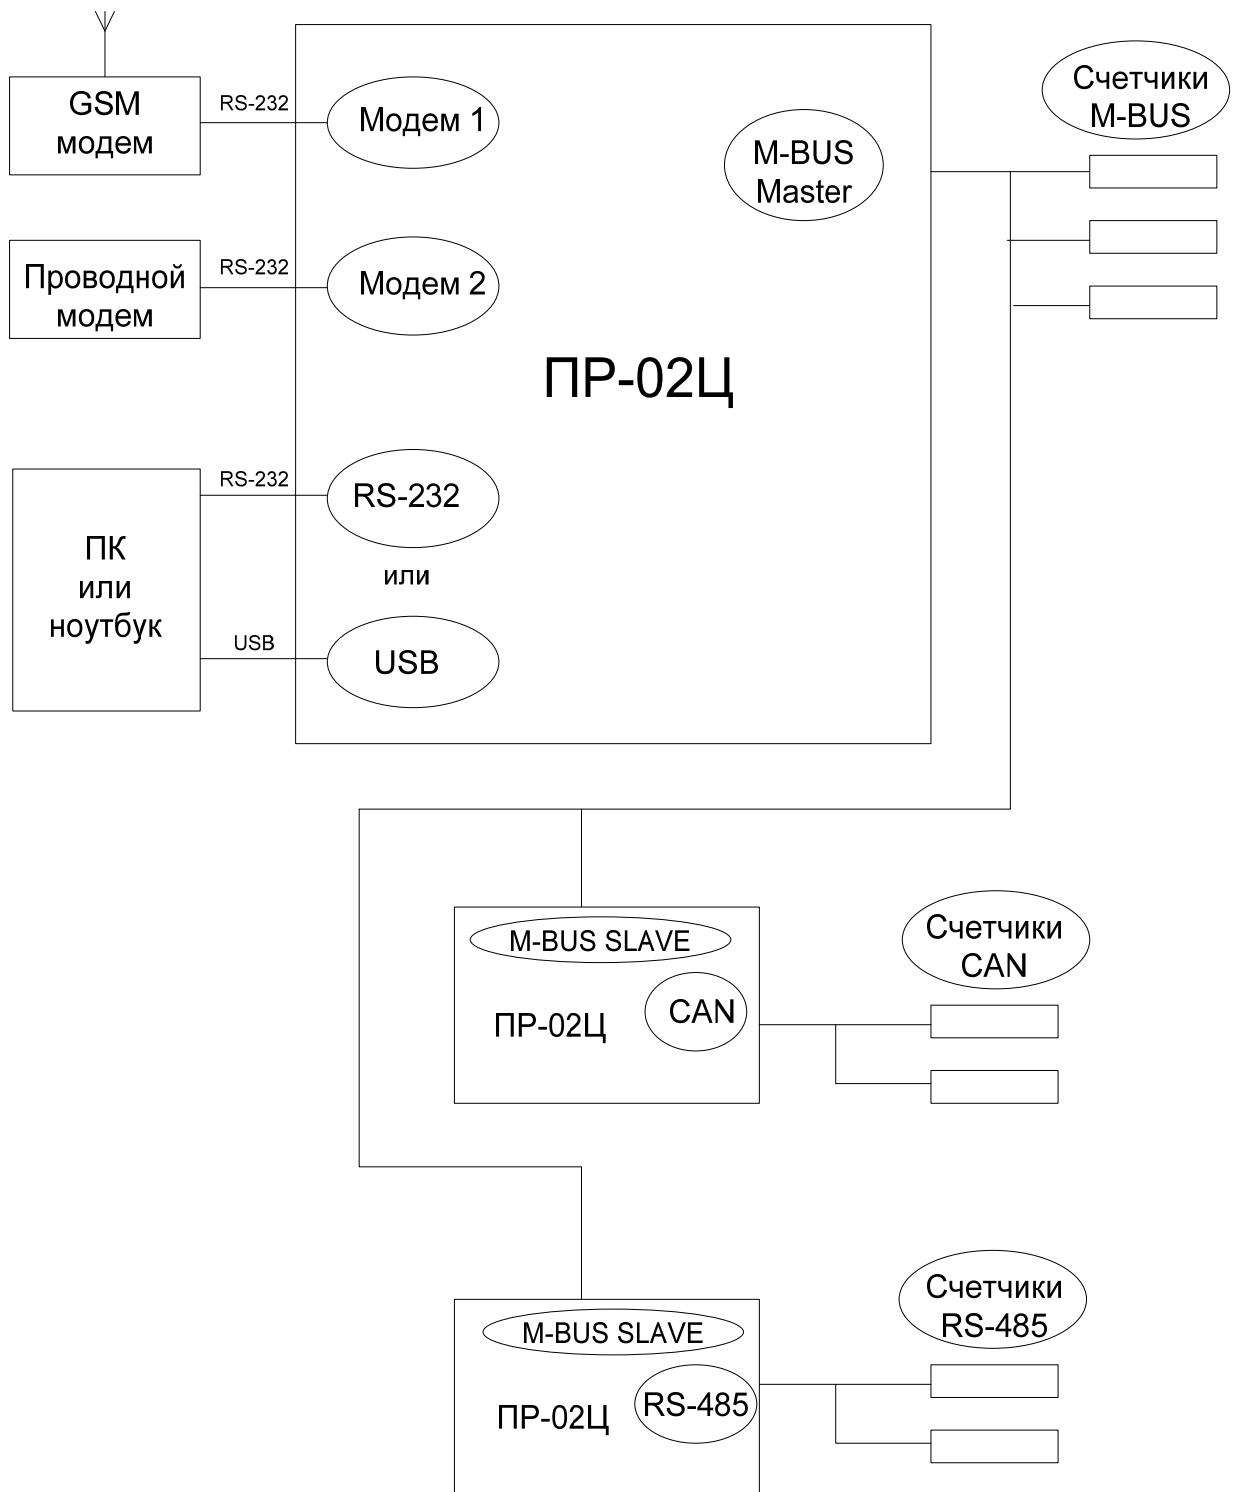 GSM
модем
RS-232
Модем 1
M-BUS
Master
Счетчики
M-BUS
Проводной
модем
RS-232
Модем 2
ПР-02Ц
ПК
или
ноутбук
RS-232
RS-232
или
USB
USB
M-BUS SLAVE
ПР-02Ц
CAN
Счетчики
CAN
M-BUS SLAVE
ПР-02Ц
RS-485
Счетчики
RS-485